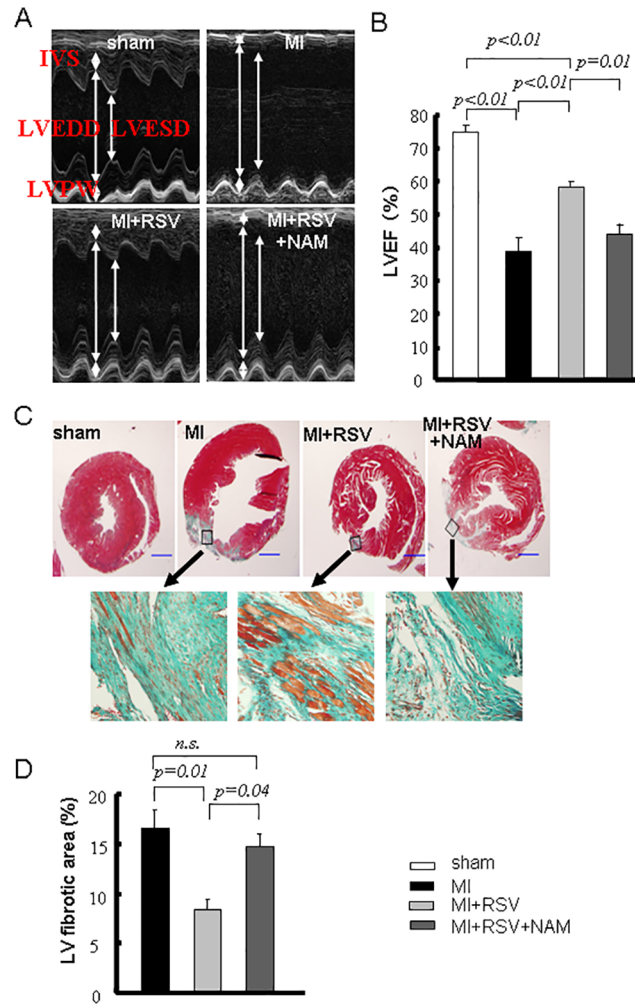 A
sham
MI
IVS
LVEDD
LVESD
LVPW
MI+RSV
MI+RSV
+NAM
B
p<0.01
p=0.01
p<0.01
p<0.01
80
70
60
50
40
30
20
10
0
LVEF (%)
C
sham
MI
MI+RSV
MI+RSV
+NAM
D
n.s.
p=0.01
p=0.04
20
15
10
5
0
LV fibrotic area (%)
sham
MI
MI+RSV
MI+RSV+NAM